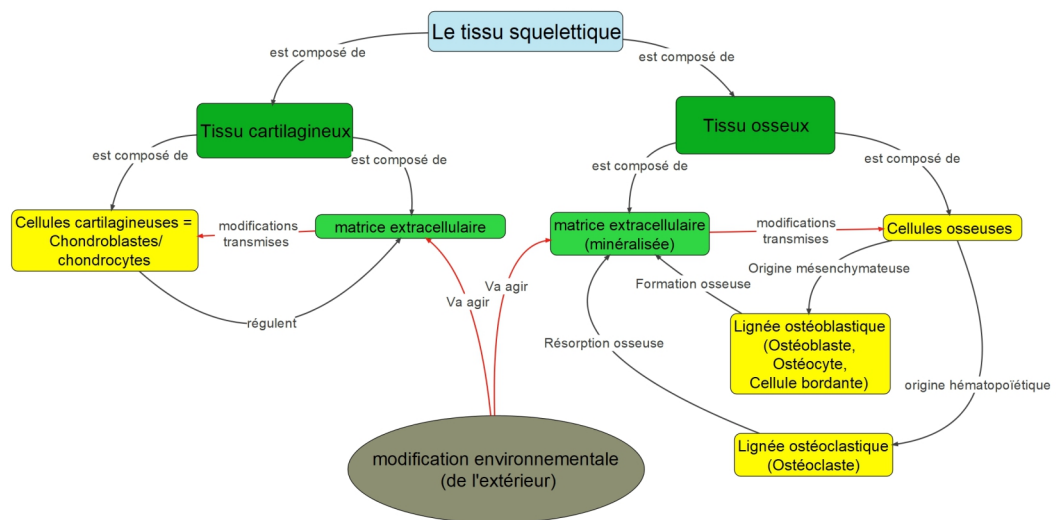 Le tissu squelettique
est composé de
est composé de
Tissu cartilagineux
Tissu osseux
est composé de
est composé de
est composé de
est composé de
Cellules cartilagineuses =
Chondroblastes/
chondrocytes
modifications
transmises
matrice extracellulaire
matrice extracellulaire
(minéralisée)
modifications
transmises
Cellules osseuses
Origine mésenchymateuse
Va agir
Formation osseuse
Va agir
régulent
Résorption osseuse
Lignée ostéoblastique
(Ostéoblaste,
Ostéocyte,
Cellule bordante)
origine hématopoïétique
Lignée ostéoclastique
(Ostéoclaste)
modification environnementale
(de l'extérieur)